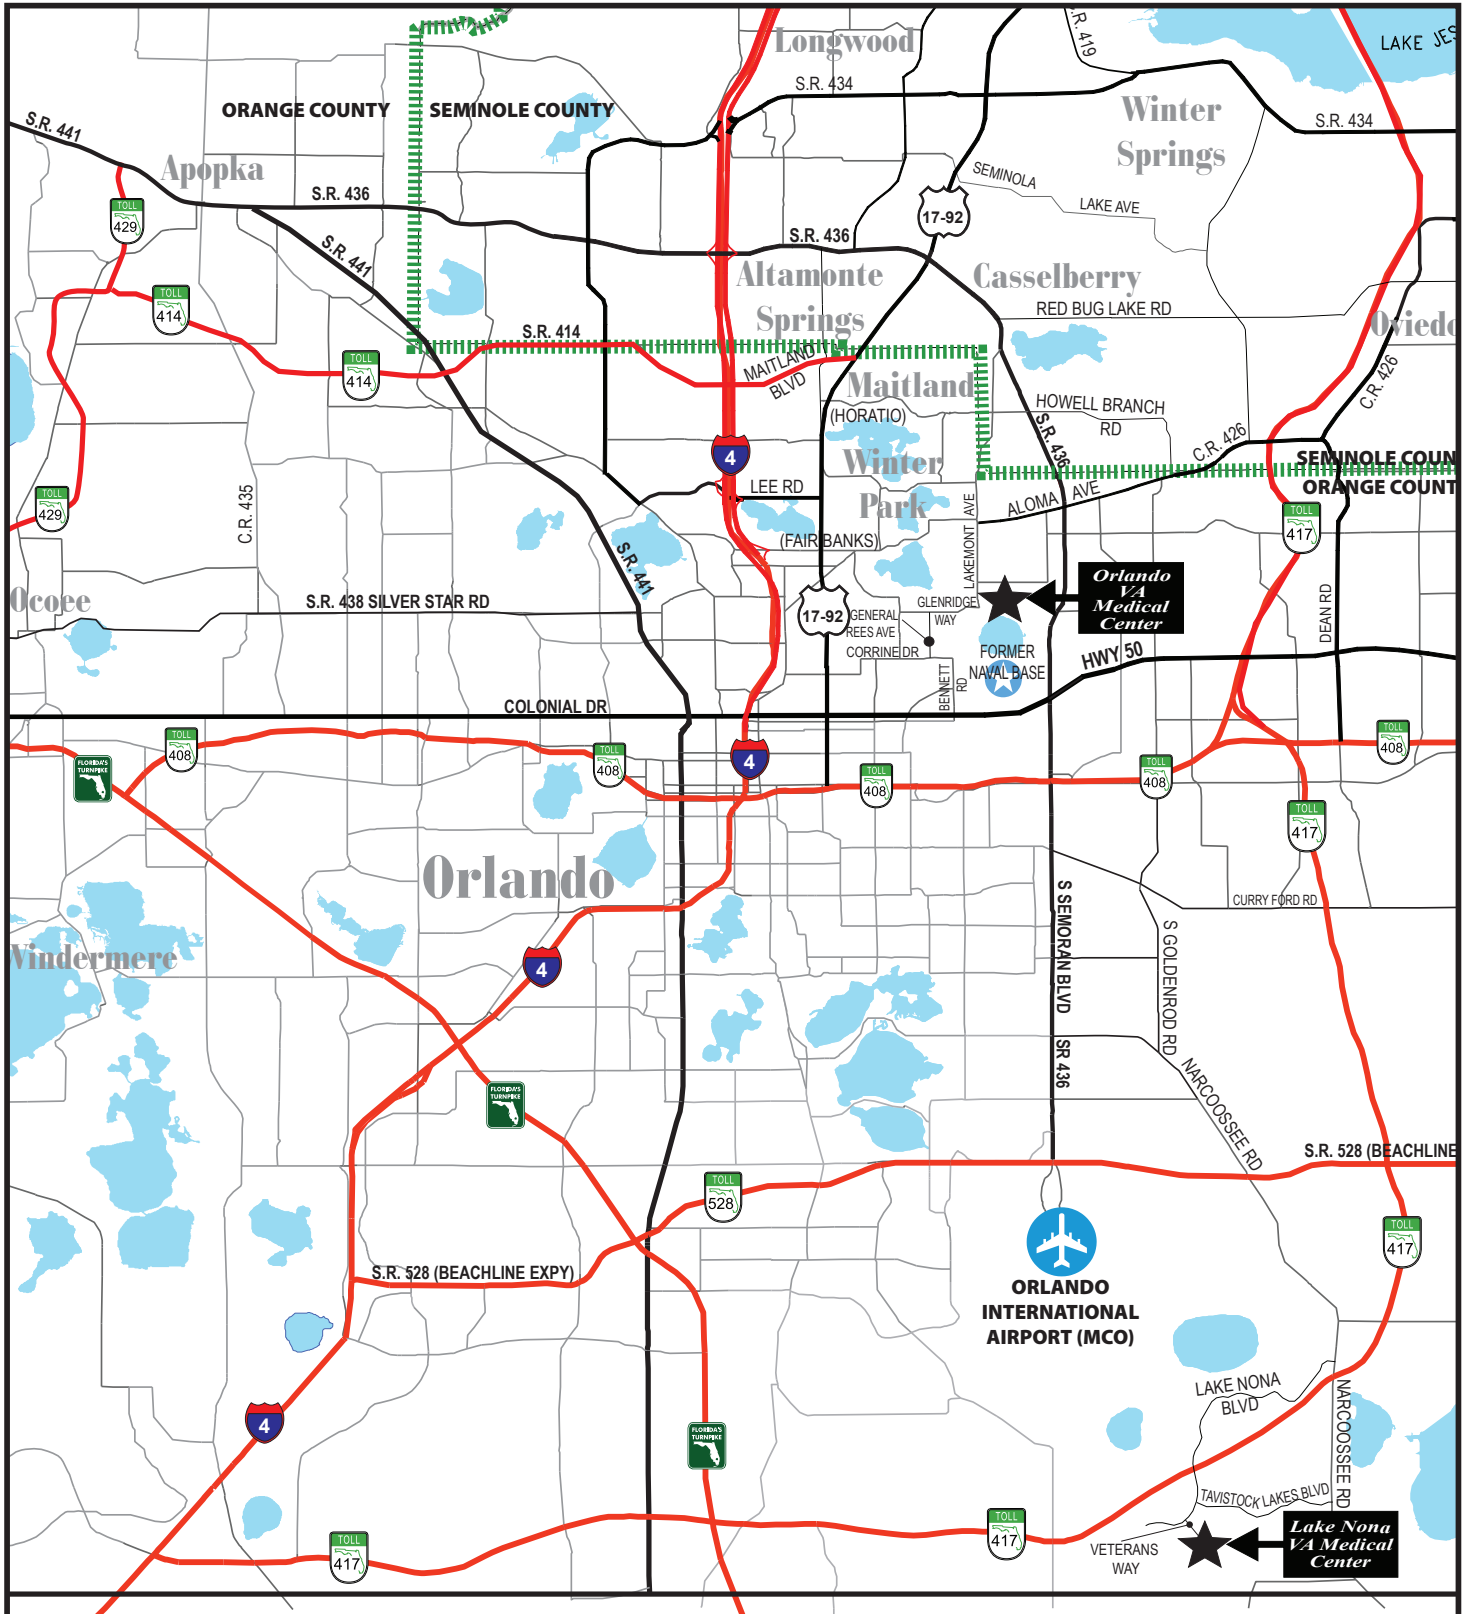 Longwood
C.R. 419
LAKE JES
S.R. 434
ORANGE COUNTY
SEMINOLE COUNTY
Winter
Springs
S.R. 434
S.R. 441
Apopka
S.R. 436
SEMINOLA
LAKE AVE
17-92
TOLL
429
S.R. 441
S.R. 436
Altamonte
Springs
Casselberry
RED BUG LAKE RD
Oviedo
TOLL
414
S.R. 414
TOLL
414
MAITLAND
BLVD
Maitland
(HORATIO)
HOWELL BRANCH
RD
S.R. 436
C.R. 426
C.R. 426
4
Winter
Park
SEMINOLE COUN
ORANGE COUNT
LEE RD
ALOMA AVE
LAKEMONT AVE
TOLL
429
C.R. 435
TOLL
417
(FAIRBANKS)
S.R. 441
Orlando
VA
Medical
Center
Ocoee
S.R. 438 SILVER STAR RD
17-92
GENERAL
REES AVE
GLENRIDGE
WAY
CORRINE DR
FORMER
NAVAL BASE
BENNETT
RD
HWY 50
DEAN RD
COLONIAL DR
TOLL
408
FLORIDA'S
TURNPIKE
TOLL
408
4
TOLL
408
TOLL
408
TOLL
408
TOLL
417
Orlando
S SEMORAN BLVD
CURRY FORD RD
S GOLDENROD RD
Windermere
4
SR 436
NARCOOSSEE RD
FLORIDA'S
TURNPIKE
S.R. 528 (BEACHLINE
TOLL
528
TOLL
417
S.R. 528 (BEACHLINE EXPY)
ORLANDO
INTERNATIONAL
AIRPORT (MCO)
LAKE NONA
BLVD
NARCOOSSEE RD
4
FLORIDA'S
TURNPIKE
TAVISTOCK LAKES BLVD
TOLL
417
TOLL
417
VETERANS
WAY
Lake Nona
VA Medical
Center